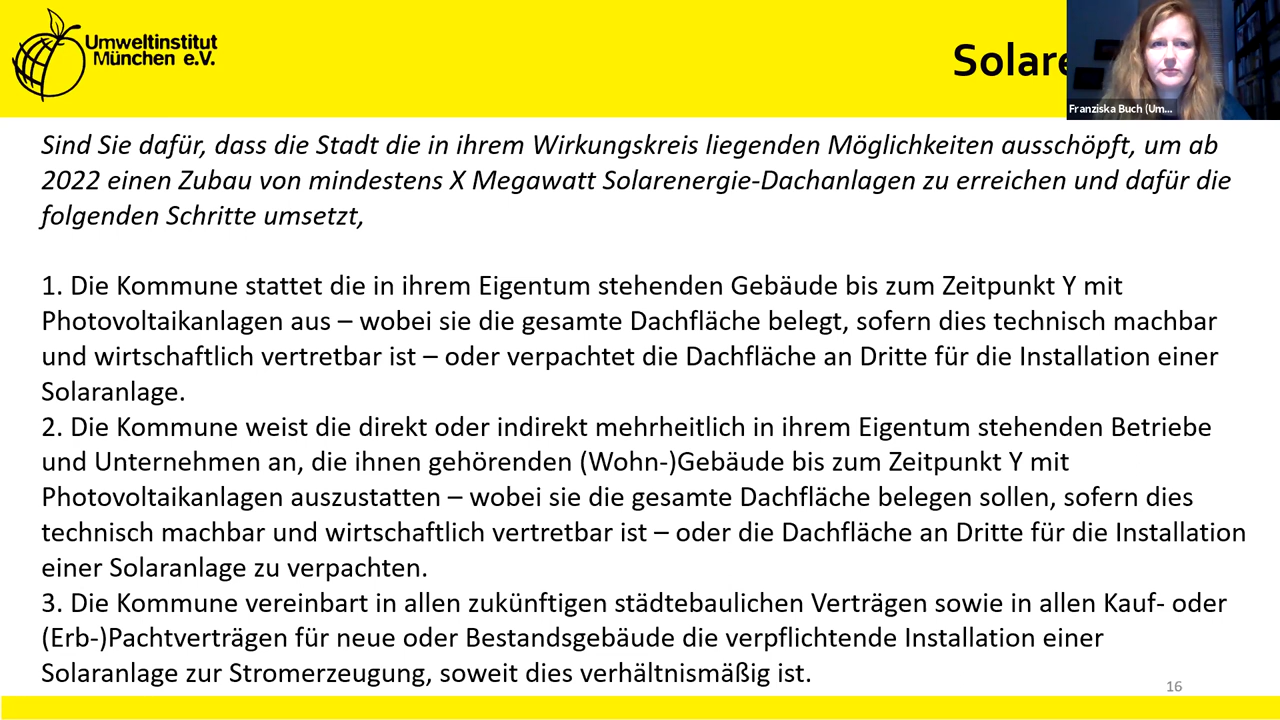 Umweltinstitut
München e.V.
Solare
Franziska Buch (Um...
Sind Sie dafür, dass die Stadt die in ihrem Wirkungskreis liegenden Möglichkeiten ausschöpft, um ab
2022 einen Zubau von mindestens X Megawatt Solarenergie-Dachanlagen zu erreichen und dafür die
folgenden Schritte umsetzt,
1. Die Kommune stattet die in ihrem Eigentum stehenden Gebäude bis zum Zeitpunkt Y mit
Photovoltaikanlagen aus – wobei sie die gesamte Dachfläche belegt, sofern dies technisch machbar
und wirtschaftlich vertretbar ist – oder verpachtet die Dachfläche an Dritte für die Installation einer
Solaranlage.
2. Die Kommune weist die direkt oder indirekt mehrheitlich in ihrem Eigentum stehenden Betriebe
und Unternehmen an, die ihnen gehörenden (Wohn-)Gebäude bis zum Zeitpunkt Y mit
Photovoltaikanlagen auszustatten – wobei sie die gesamte Dachfläche belegen sollen, sofern dies
technisch machbar und wirtschaftlich vertretbar ist – oder die Dachfläche an Dritte für die Installation
einer Solaranlage zu verpachten.
3. Die Kommune vereinbart in allen zukünftigen städtebaulichen Verträgen sowie in allen Kauf- oder
(Erb-)Pachtverträgen für neue oder Bestandsgebäude die verpflichtende Installation einer
Solaranlage zur Stromerzeugung, soweit dies verhältnismäßig ist.
16